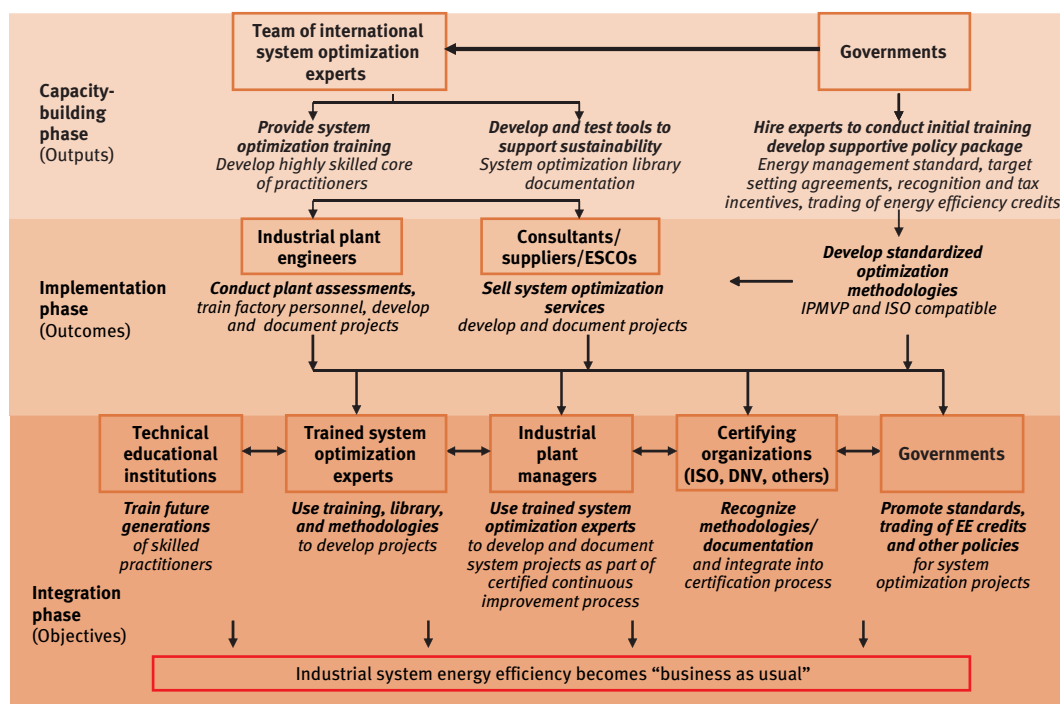 Team of international
system optimization
experts
Governments
Capacity-
building
phase
(Outputs)
Provide system
optimization training
Develop highly skilled core
of practitioners
Develop and test tools to
support sustainability
System optimization library
documentation
Hire experts to conduct initial training
develop supportive policy package
Energy management standard, target
setting agreements, recognition and tax
incentives, trading of energy efficiency credits
Implementation
phase
(Outcomes)
Industrial plant
engineers
Conduct plant assessments,
train factory personnel, develop
and document projects
Consultants/
suppliers/ESCOs
Sell system optimization
services
develop and document projects
Develop standardized
optimization
methodologies
IPMVP and ISO compatible
Integration
phase
(Objectives)
Technical
educational
institutions
Train future
generations
of skilled
practitioners
Trained system
optimization
experts
Use training, library,
and methodologies
to develop projects
Industrial
plant
managers
Use trained system
optimization experts
to develop and document
system projects as part of
certified continuous
improvement process
Certifying
organizations
(ISO, DNV, others)
Recognize
methodologies/
documentation
and integrate into
certification process
Governments
Promote standards,
trading of EE credits
and other policies
for system
optimization projects
Industrial system energy efficiency becomes “business as usual”